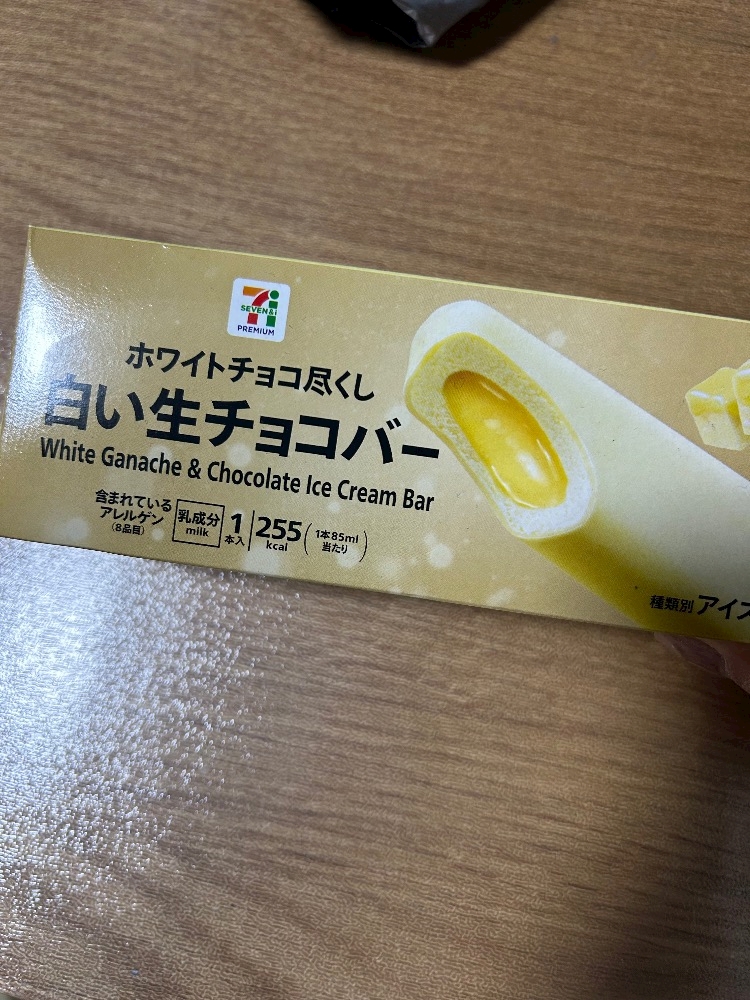 SEVEN&i
PREMIUM
ホワイトチョコ尽くし
白い生チョコバー
White Ganache & Chocolate Ice Cream Bar
含まれている
アレルゲン
(8品目)
乳成分
milk
1
本入
255
kcal
(1本85ml
当たり)
種類別 アイス